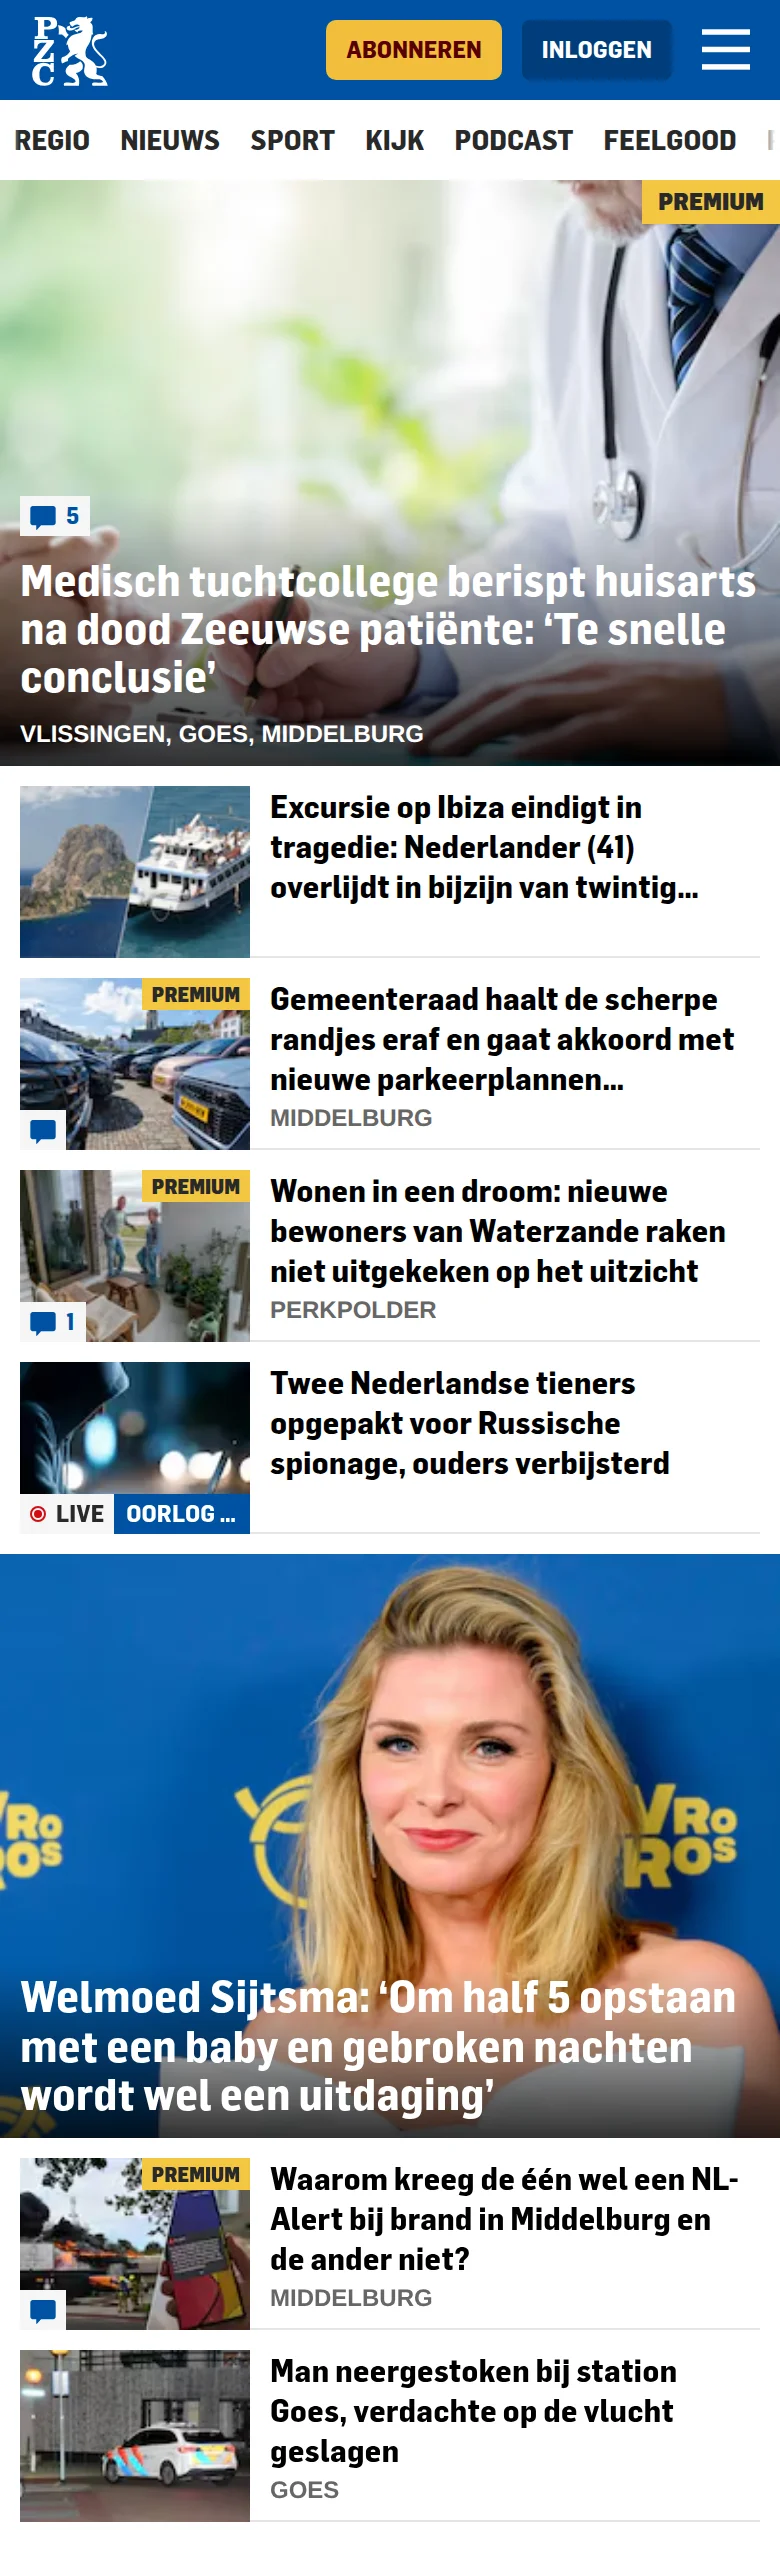 PZC
ABONNEREN
INLOGGEN
REGIO NIEUWS SPORT KIJK PODCAST FEELGOOD
PREMIUM
5
Medisch tuchtcollege berispt huisarts
na dood Zeeuwse patiënte: ‘Te snelle
conclusie’
VLISSINGEN, GOES, MIDDELBURG
Excursie op Ibiza eindigt in
tragedie: Nederlander (41)
overlijdt in bijzijn van twintig...
PREMIUM
Gemeenteraad haalt de scherpe
randjes eraf en gaat akkoord met
nieuwe parkeerplannen...
MIDDELBURG
PREMIUM
1
Wonen in een droom: nieuwe
bewoners van Waterzande raken
niet uitgekeken op het uitzicht
PERKPOLDER
LIVE OORLOG ...
Twee Nederlandse tieners
opgepakt voor Russische
spionage, ouders verbijsterd
VRO
ROS
Welmoed Sijtsma: ‘Om half 5 opstaan
met een baby en gebroken nachten
wordt wel een uitdaging’
PREMIUM
Waarom kreeg de één wel een NL-
Alert bij brand in Middelburg en
de ander niet?
MIDDELBURG
Man neergestoken bij station
Goes, verdachte op de vlucht
geslagen
GOES